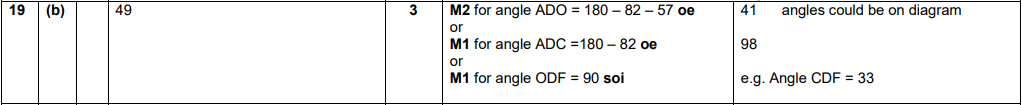 19 (b) 49 3 M2 for angle ADO = 180 – 82 – 57 oe 41 angles could be on diagram
or
M1 for angle ADC =180 – 82 oe 98
or
M1 for angle ODF = 90 soi e.g. Angle CDF = 33